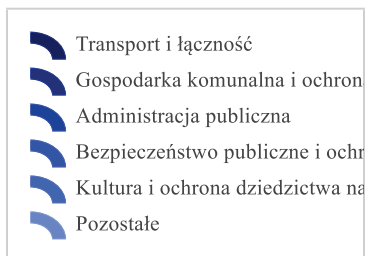 Transport i łączność
Gospodarka komunalna i ochron
Administracja publiczna
Bezpieczeństwo publiczne i ochr
Kultura i ochrona dziedzictwa na
Pozostałe